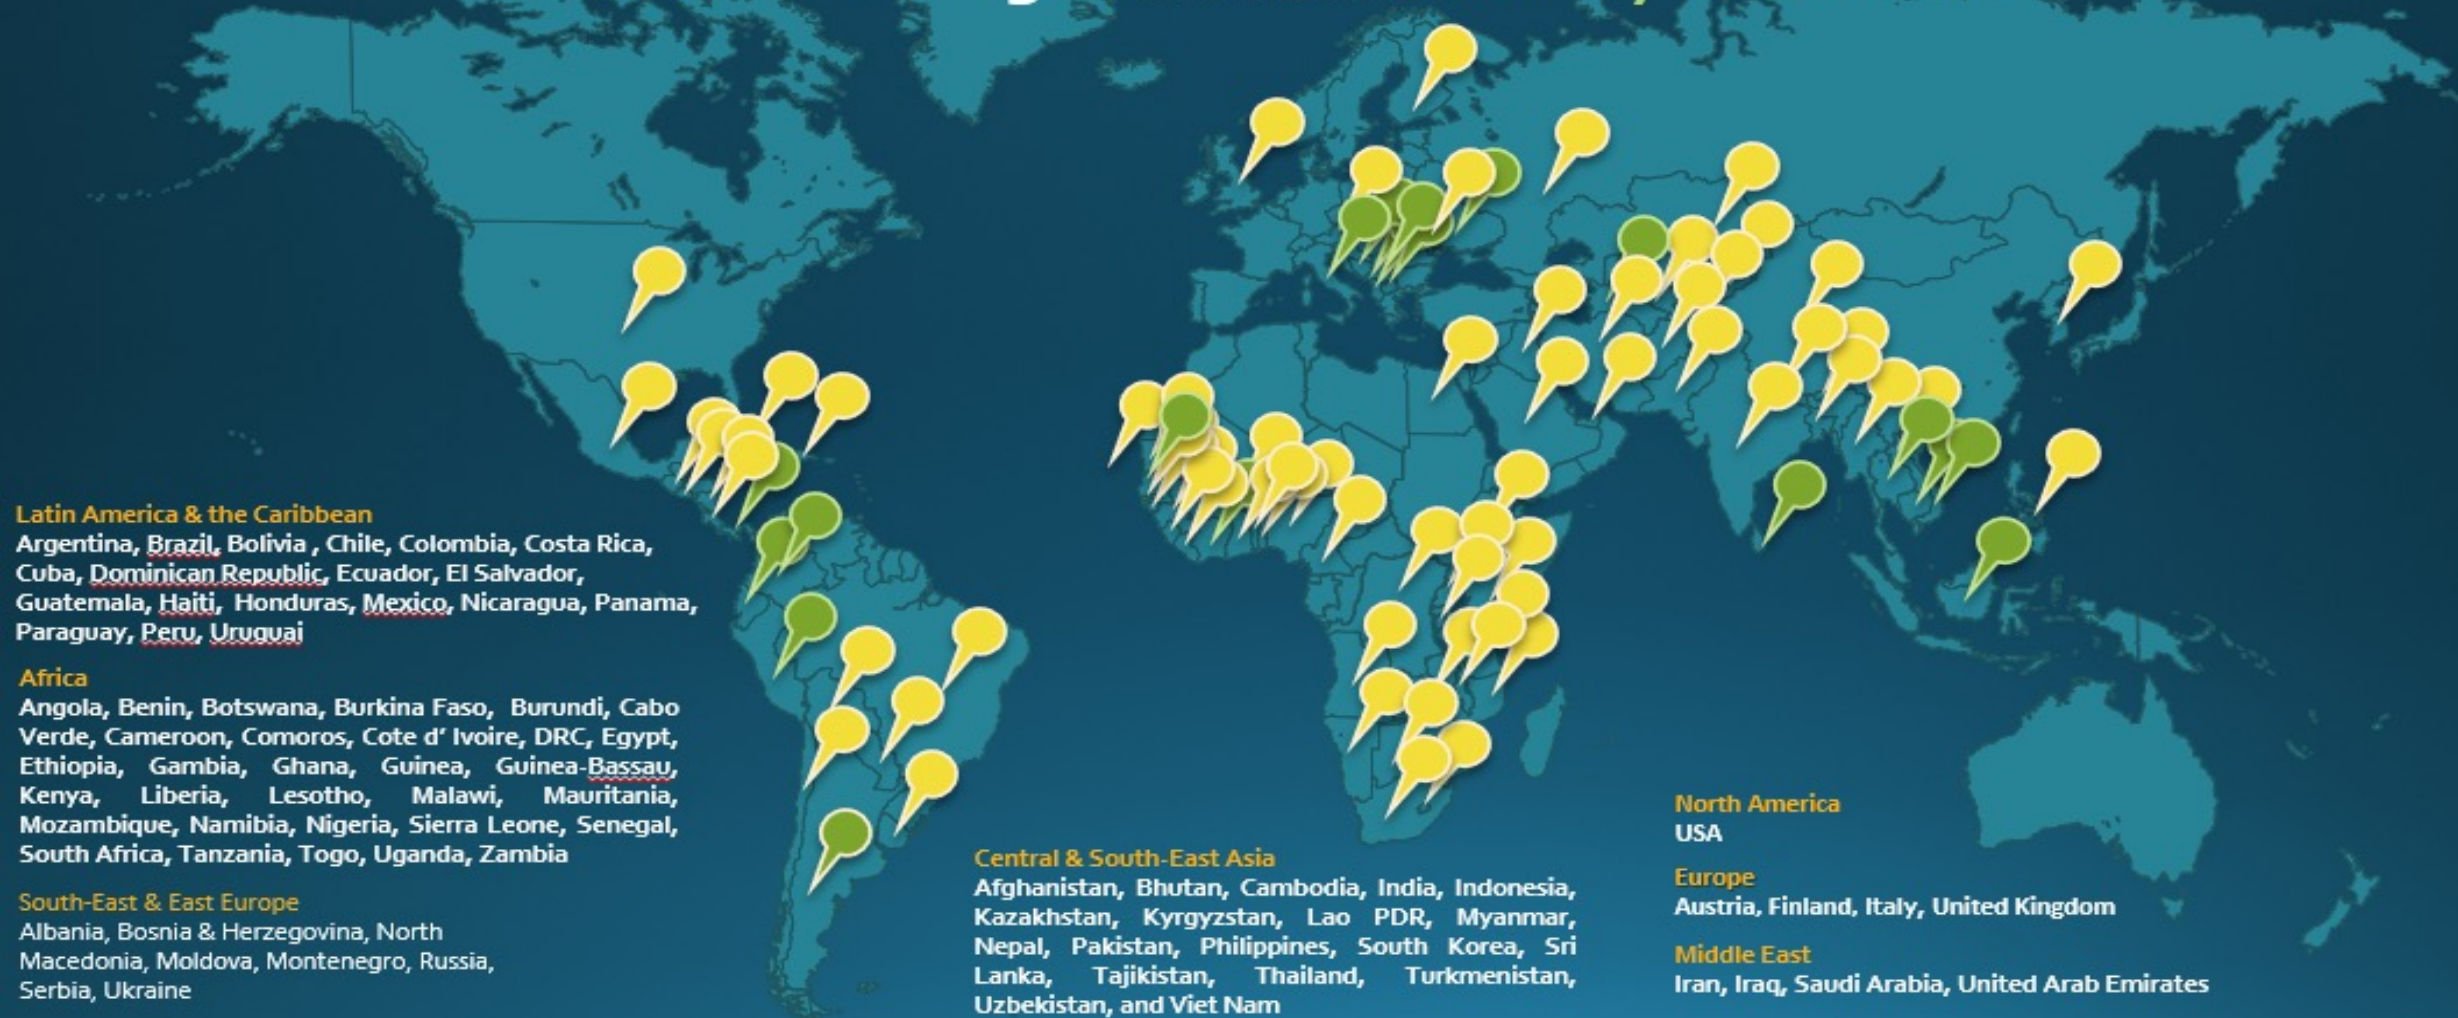 Latin America & the Caribbean
Argentina, Brazil, Bolivia , Chile, Colombia, Costa Rica,
Cuba, Dominican Republic, Ecuador, El Salvador,
Guatemala, Haiti, Honduras, Mexico, Nicaragua, Panama,
Paraguay, Peru, Uruguai
Africa
Angola, Benin, Botswana, Burkina Faso, Burundi, Cabo
Verde, Cameroon, Comoros, Cote d’ Ivoire, DRC, Egypt,
Ethiopia, Gambia, Ghana, Guinea, Guinea-Bassau,
Kenya, Liberia, Lesotho, Malawi, Mauritania,
Mozambique, Namibia, Nigeria, Sierra Leone, Senegal,
South Africa, Tanzania, Togo, Uganda, Zambia
South-East & East Europe
Albania, Bosnia & Herzegovina, North
Macedonia, Moldova, Montenegro, Russia,
Serbia, Ukraine
Central & South-East Asia
Afghanistan, Bhutan, Cambodia, India, Indonesia,
Kazakhstan, Kyrgyzstan, Lao PDR, Myanmar,
Nepal, Pakistan, Philippines, South Korea, Sri
Lanka, Tajikistan, Thailand, Turkmenistan,
Uzbekistan, and Viet Nam
North America
USA
Europe
Austria, Finland, Italy, United Kingdom
Middle East
Iran, Iraq, Saudi Arabia, United Arab Emirates